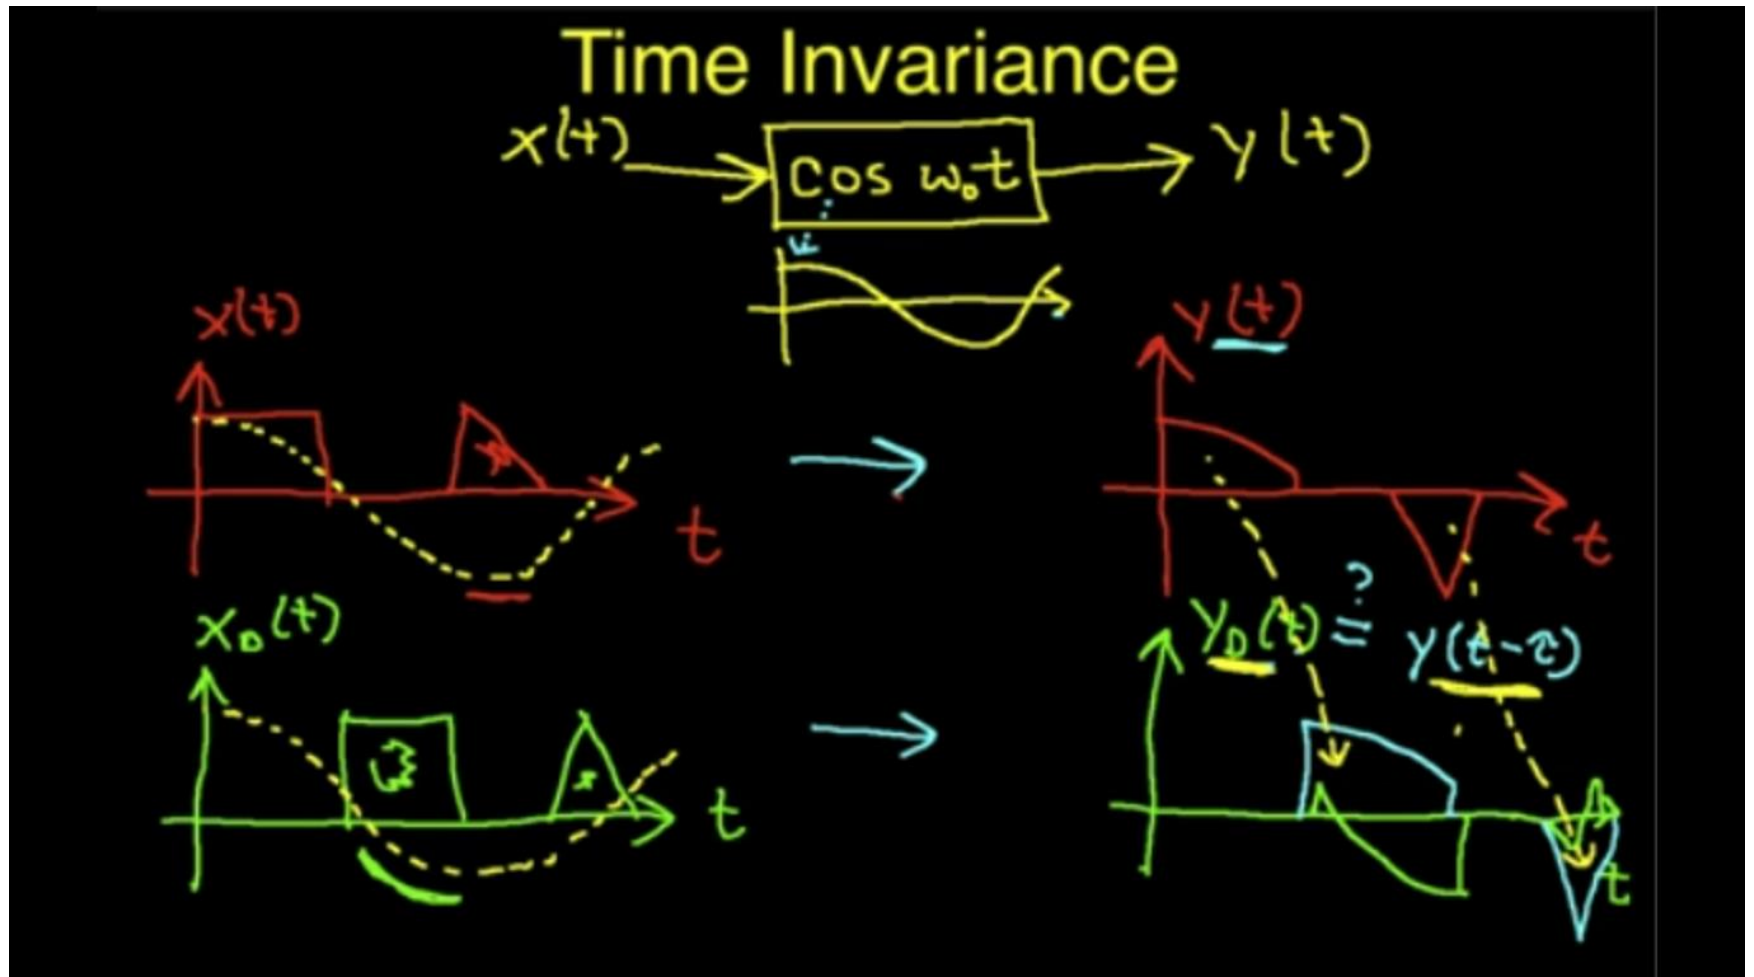 Time Invariance
x(t) cos ω₀t y(t)
x(t) y(t)
t t
x_D(t) y_D(t) ?= y(t-τ)
t t